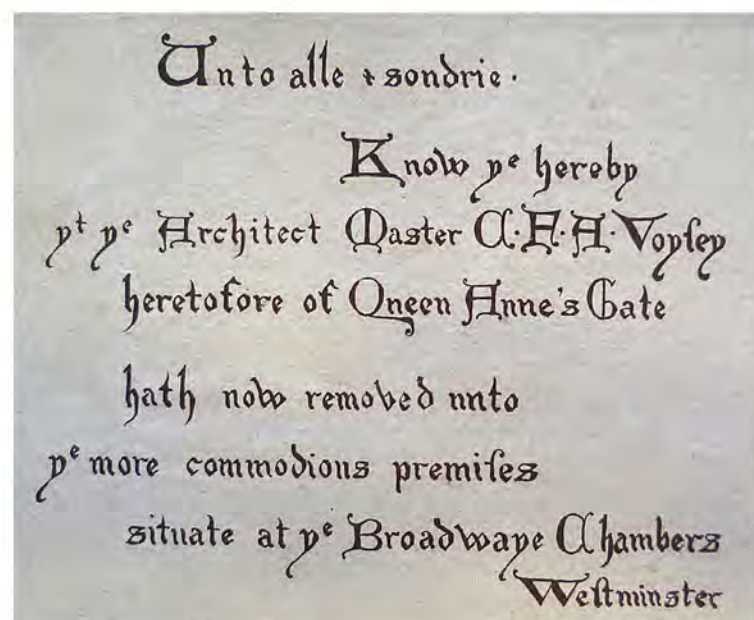 Unto alle & sondrie ·
Know yᵉ hereby
yᵗ yᵉ Architect Master C·F·A·Voyſey
heretofore of Queen Anne's Gate
hath now removed unto
yᵉ more commodious premiſes
situate at yᵉ Broadwaye Chambers
Weſtminster